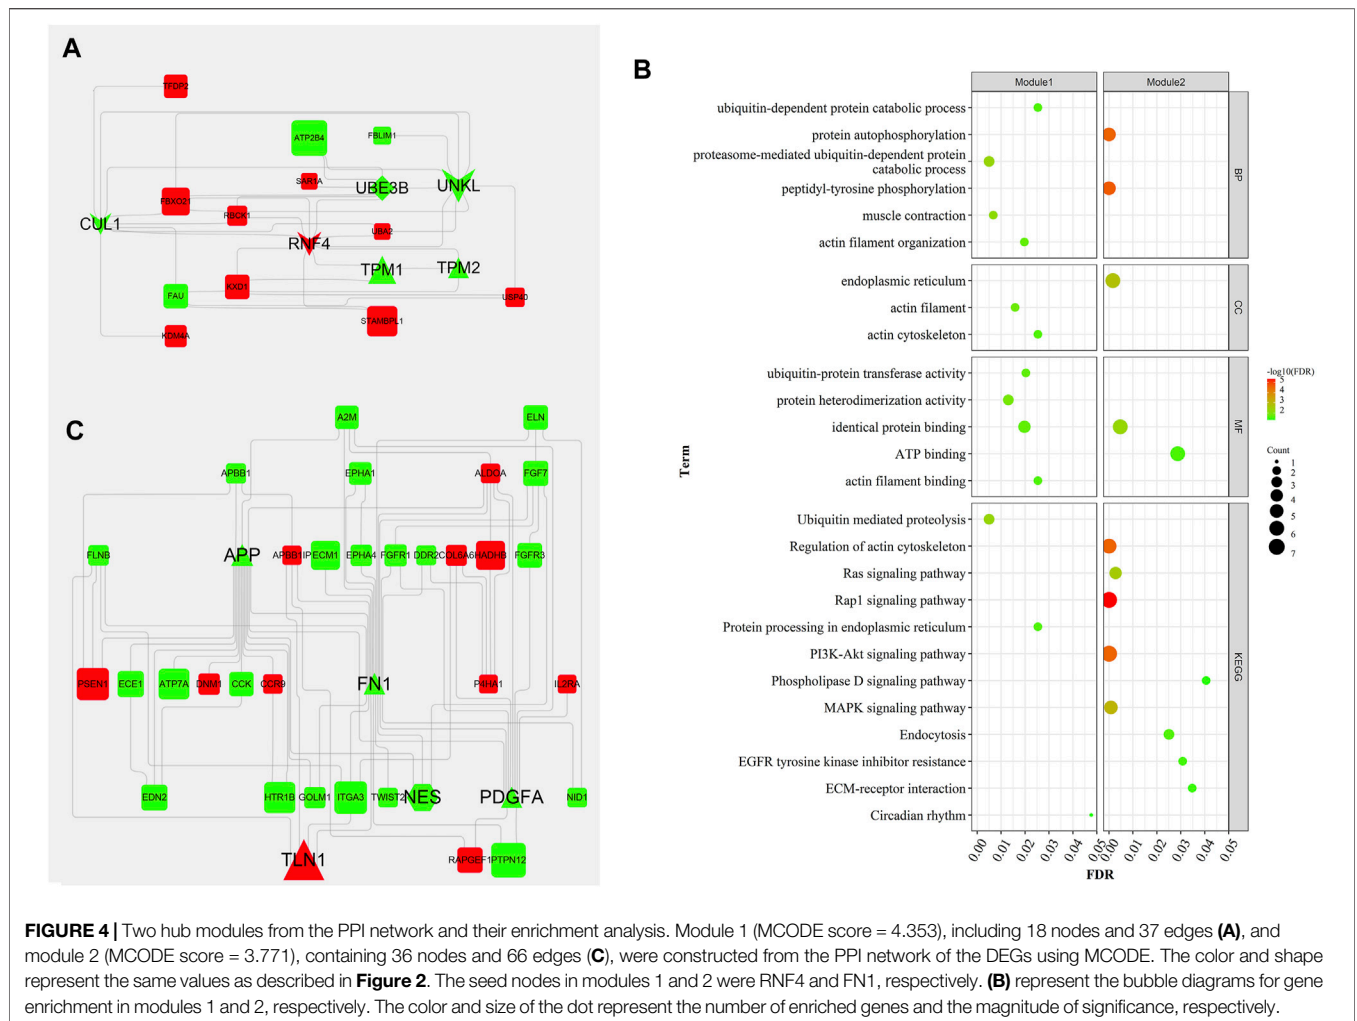 A
TFDP2
ATP2B4
FBLIM1
SAR1A
UBE3B
UNKL
FBXO21
RBCK1
CUL1
RNF4
UBA2
TPM1
TPM2
KXD1
FAU
USP40
STAMBPL1
KDM4A
C
A2M
ELN
APBB1
EPHA1
ALDOA
FGF7
FLNB
APP
APBB1IP
ECM1
EPHA4
FGFR1
DDR2
COL6A6
HADHB
FGFR3
PSEN1
ECE1
ATP7A
DNM1
CCK
CCR9
FN1
P4HA1
IL2RA
EDN2
HTR1B
GOLM1
ITGA3
TWIST2
NES
PDGFA
NID1
TLN1
RAPGEF1
PTPN12
B
Module1
Module2
ubiquitin-dependent protein catabolic process
protein autophosphorylation
proteasome-mediated ubiquitin-dependent protein
catabolic process
peptidyl-tyrosine phosphorylation
muscle contraction
actin filament organization
BP
endoplasmic reticulum
actin filament
actin cytoskeleton
CC
ubiquitin-protein transferase activity
protein heterodimerization activity
identical protein binding
ATP binding
actin filament binding
MF
Term
Ubiquitin mediated proteolysis
Regulation of actin cytoskeleton
Ras signaling pathway
Rap1 signaling pathway
Protein processing in endoplasmic reticulum
PI3K-Akt signaling pathway
Phospholipase D signaling pathway
MAPK signaling pathway
Endocytosis
EGFR tyrosine kinase inhibitor resistance
ECM-receptor interaction
Circadian rhythm
KEGG
0.00 0.01 0.02 0.03 0.04 0.05 0.00 0.01 0.02 0.03 0.04 0.05
FDR
-log10(FDR)
5
4
3
2
Count
1
2
3
4
5
6
7
FIGURE 4 | Two hub modules from the PPI network and their enrichment analysis. Module 1 (MCODE score = 4.353), including 18 nodes and 37 edges (A), and
module 2 (MCODE score = 3.771), containing 36 nodes and 66 edges (C), were constructed from the PPI network of the DEGs using MCODE. The color and shape
represent the same values as described in Figure 2. The seed nodes in modules 1 and 2 were RNF4 and FN1, respectively. (B) represent the bubble diagrams for gene
enrichment in modules 1 and 2, respectively. The color and size of the dot represent the number of enriched genes and the magnitude of significance, respectively.